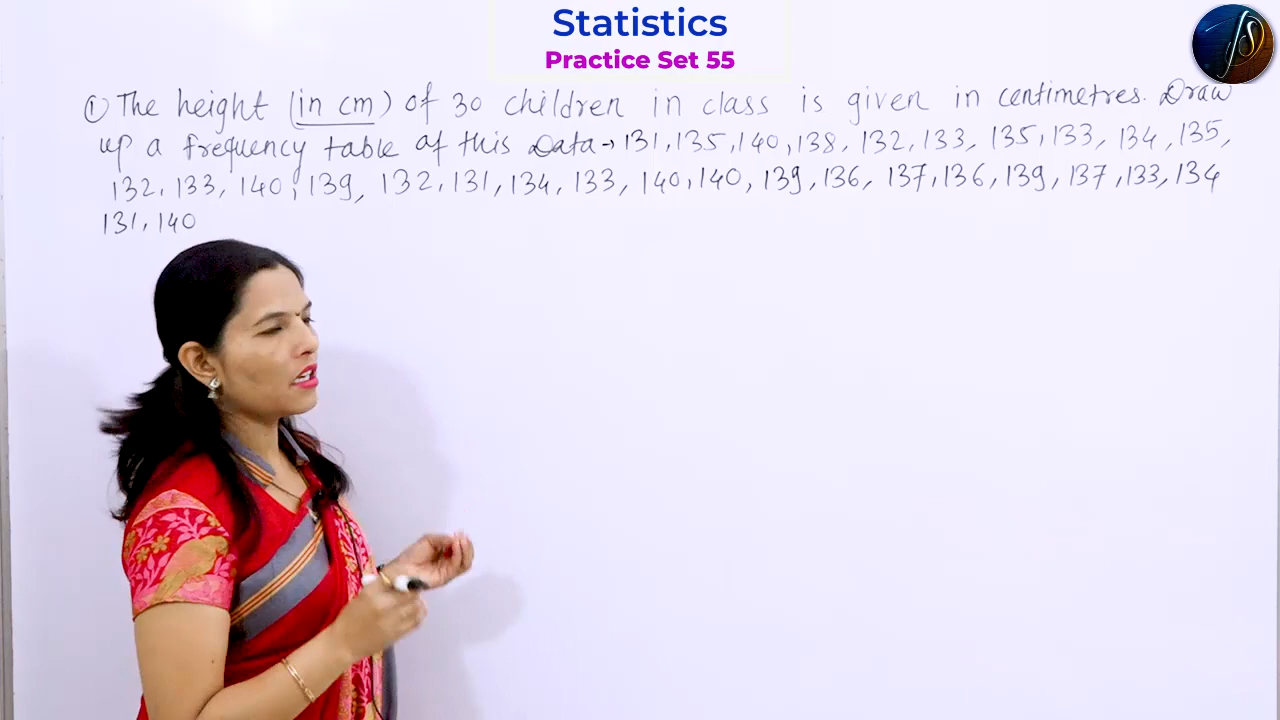 Statistics
Practice Set 55
① The height (in cm) of 30 children in class is given in centimetres. Draw
up a frequency table of this Data→131,135,140,138, 132,133, 135,133, 134,135,
132,133, 140, 139, 132,131,134,133, 140,140, 139,136, 137,136,139,137,133,134
131,140